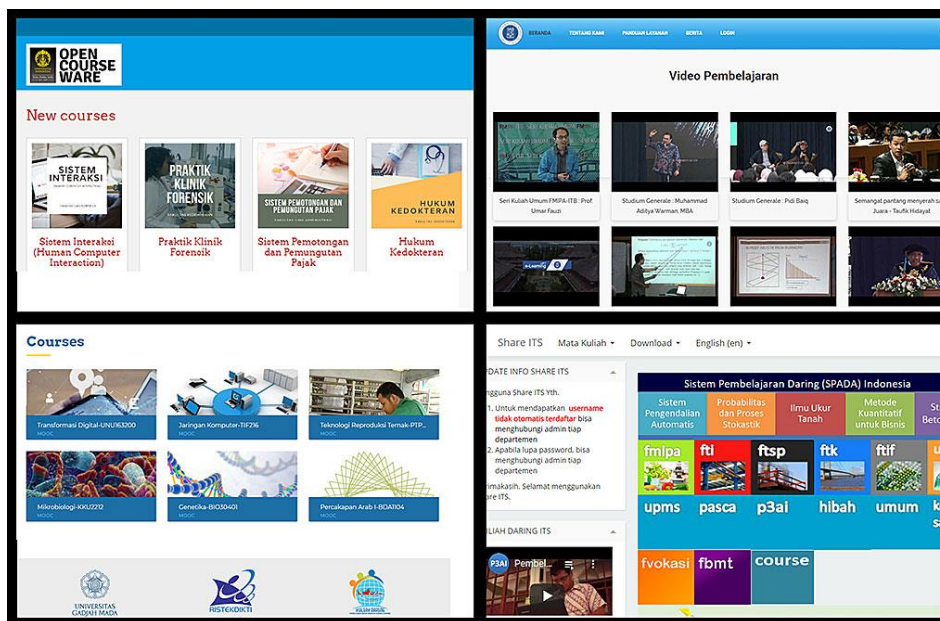 OPEN
COURSE
WARE
New courses
SISTEM
INTERAKSI
Sistem Interaksi
(Human Computer
Interaction)
PRAKTIK
KLINIK
FORENSIK
Praktik Klinik
Forensik
SISTEM PEMOTONGAN
DAN PEMUNGUTAN
PAJAK
Sistem Pemotongan
dan Pemungutan
Pajak
HUKUM
KEDOKTERAN
Hukum
Kedokteran
BERANDA TENTANG KAMI PANDUAN LAYANAN BERITA LOGIN
Video Pembelajaran
Seri Kuliah Umum FMIPA-ITB : Prof.
Umar Fauzi
Studium Generale : Muhammad
Aditya Warman, MBA
Studium Generale : Pidi Baiq
Semangat pantang menyerah sa
Juara - Taufik Hidayat
e-Learning
Courses
Transformasi Digital-UNU163200
MOOC
Jaringan Komputer-TIF216
MOOC
Teknologi Reproduksi Ternak-PTP...
MOOC
Mikrobiologi-KKU2212
MOOC
Genetika-BIO30401
MOOC
Percakapan Arab I-BDA1104
MOOC
UNIVERSITAS
GADJAH MADA
RISTEKDIKTI
Share ITS Mata Kuliah Download English (en)
PDATE INFO SHARE ITS
ngguna Share ITS Yth.
1. Untuk mendapatkan username
tidak otomatis terdaftar bisa
menghubungi admin tiap
departemen
2. Apabila lupa password, bisa
menghubungi admin tiap
departemen
rimakasih. Selamat menggunakan
are ITS.
LIAH DARING ITS
P3AI Pembel...
Sistem Pembelajaran Daring (SPADA) Indonesia
Sistem
Pengendalian
Automatis
Probabilitas
dan Proses
Stokastik
Ilmu Ukur
Tanah
Metode
Kuantitatif
untuk Bisnis
St
Beto
fmipa fti ftsp ftk ftif
upms pasca p3ai hibah umum
fvokasi fbmt course